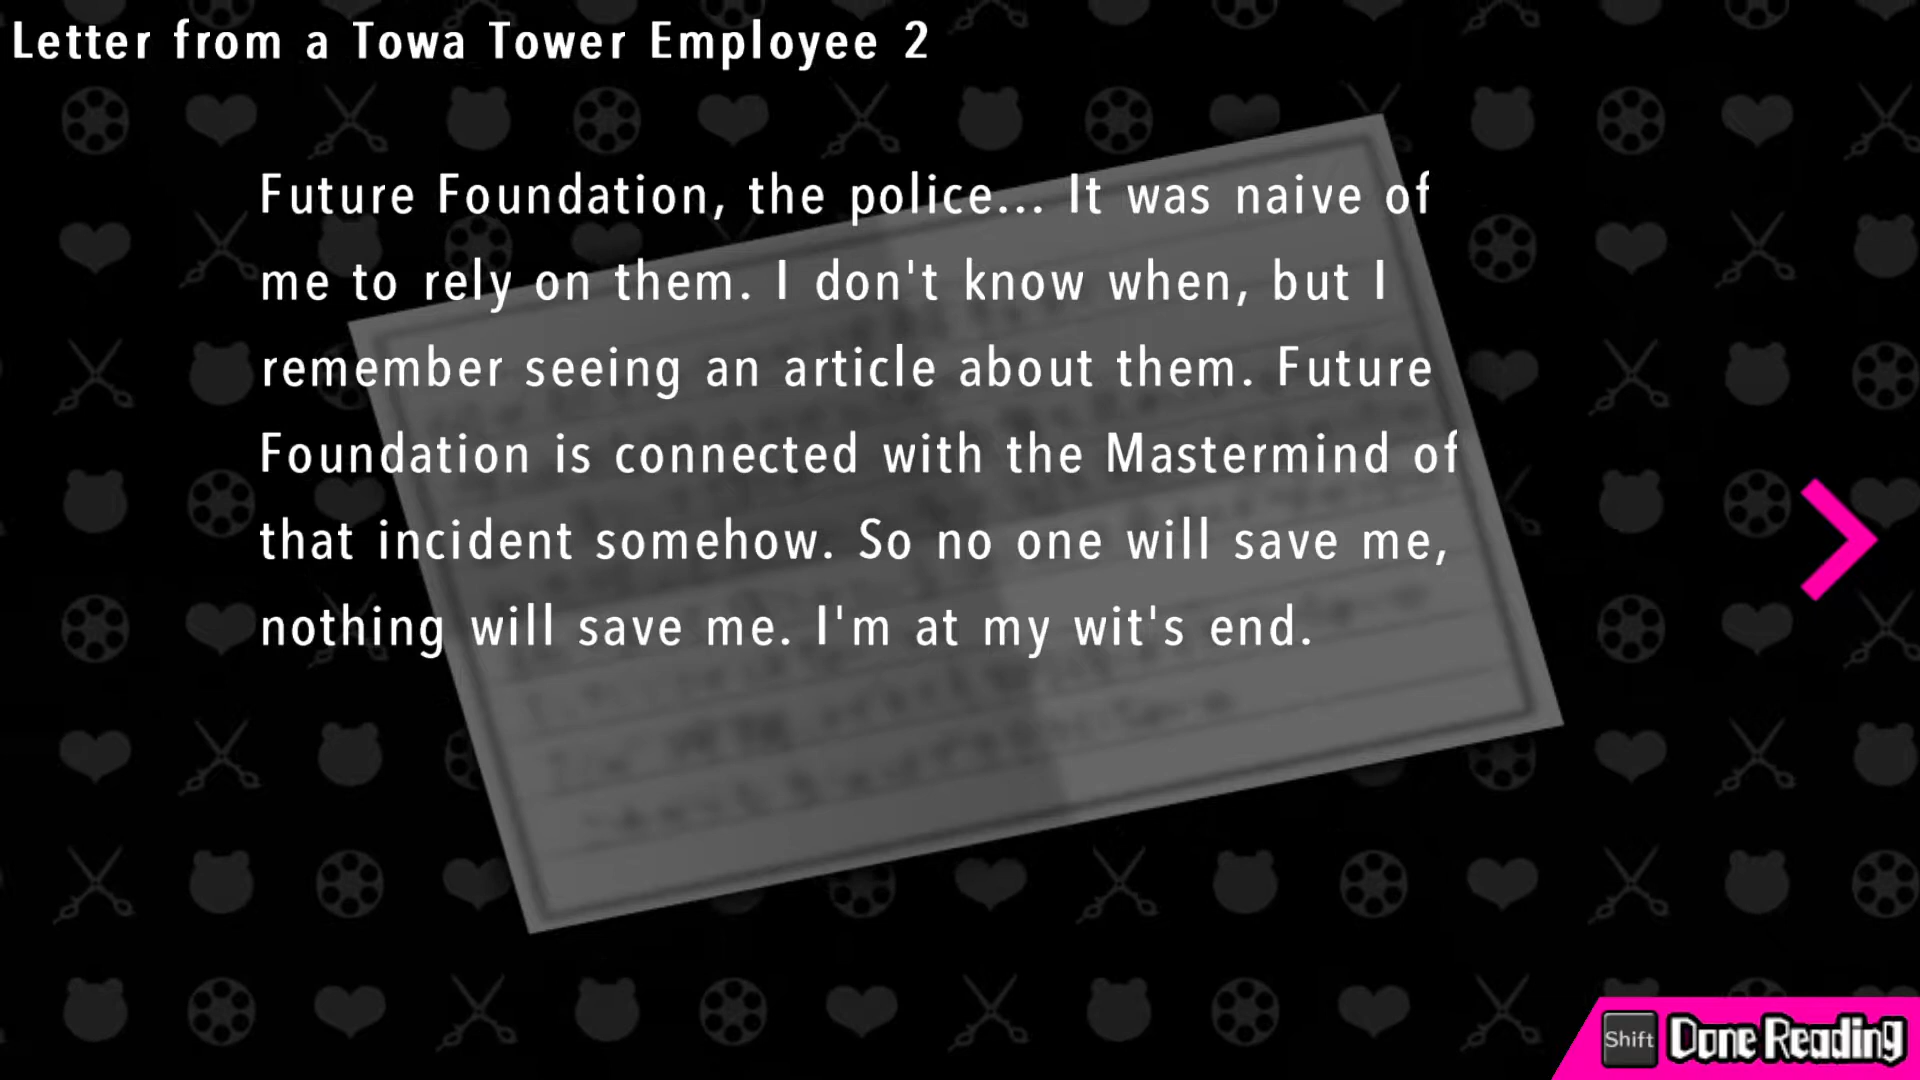 Letter from a Towa Tower Employee 2
Future Foundation, the police... It was naive of
me to rely on them. I don't know when, but I
remember seeing an article about them. Future
Foundation is connected with the Mastermind of
that incident somehow. So no one will save me,
nothing will save me. I'm at my wit's end.
Shift Done Reading